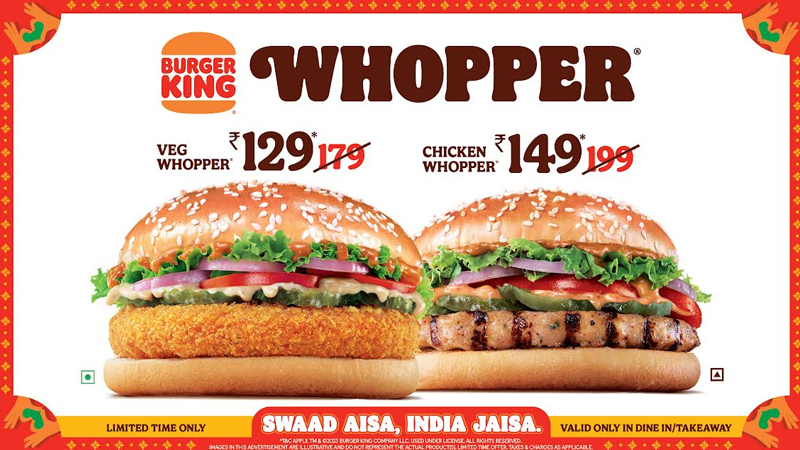 BURGER
KING®
WHOPPER®
VEG
WHOPPER®
₹129* 179
CHICKEN
WHOPPER®
₹149* 199
LIMITED TIME ONLY
SWAAD AISA, INDIA JAISA.
VALID ONLY IN DINE IN/TAKEAWAY
*T&C APPLY. TM & ©2023 BURGER KING COMPANY LLC. USED UNDER LICENSE. ALL RIGHTS RESERVED.
IMAGES IN THIS ADVERTISEMENT ARE ILLUSTRATIVE AND DO NOT REPRESENT THE ACTUAL PRODUCT(S). LIMITED TIME OFFER. TAXES & CHARGES AS APPLICABLE.